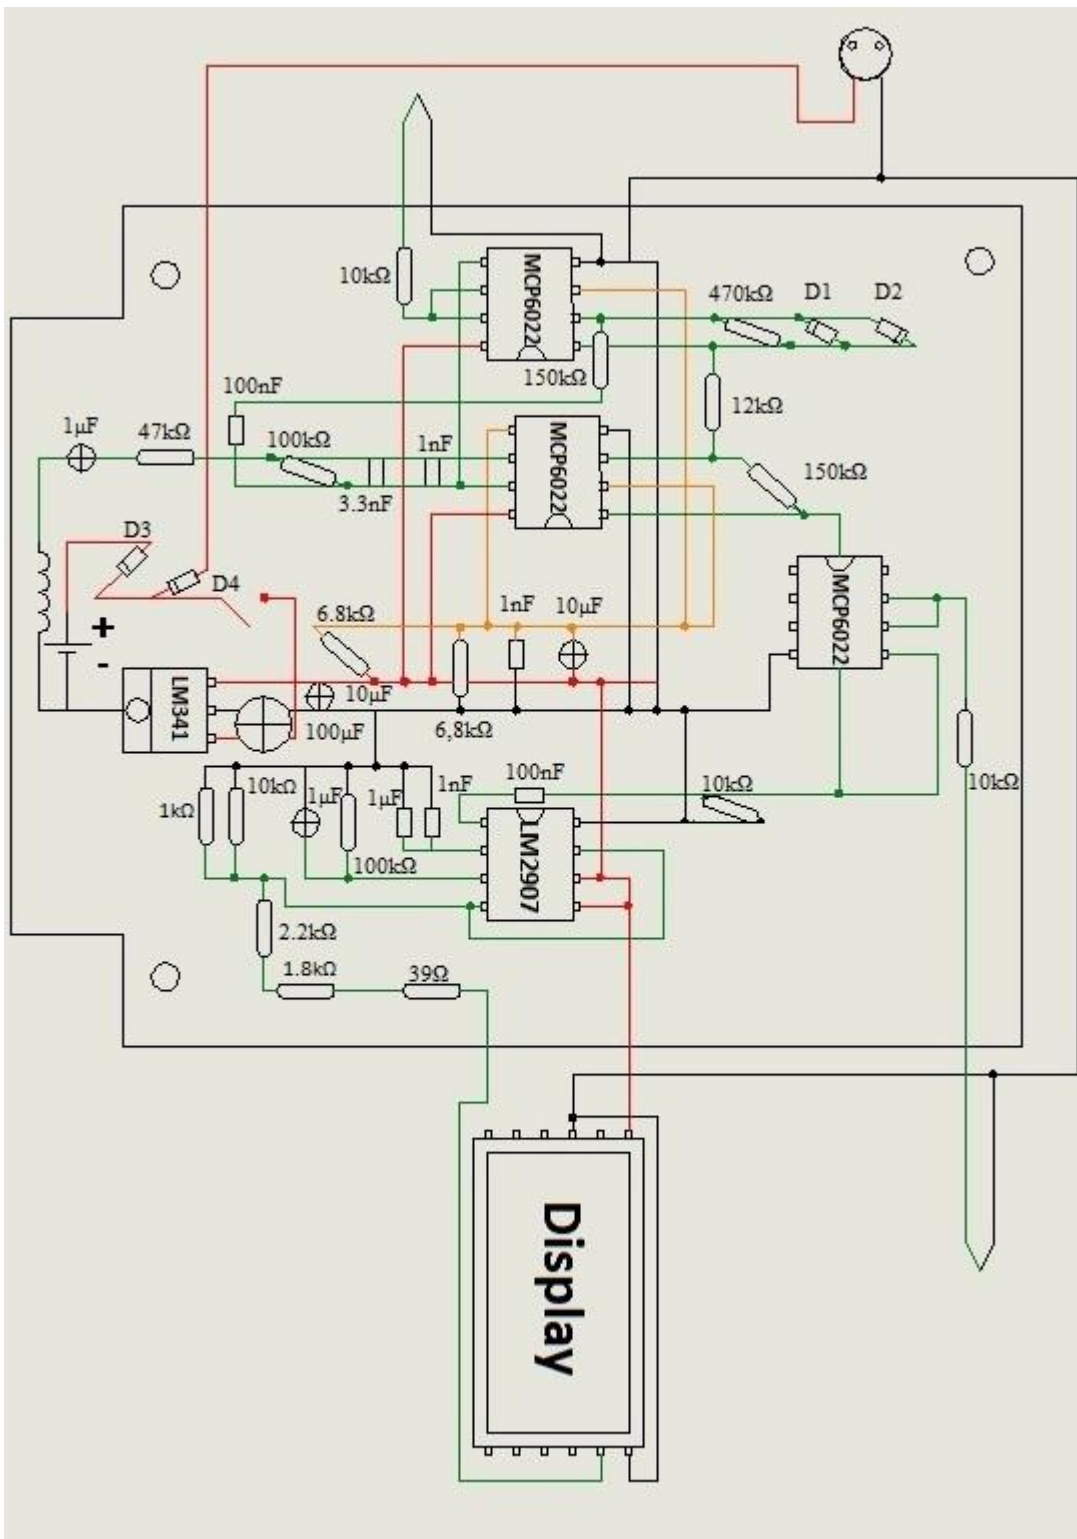 10kΩ
MCP6022
470kΩ
D1
D2
150kΩ
100nF
12kΩ
1µF
47kΩ
100kΩ
1nF
MCP6022
150kΩ
3.3nF
D3
D4
MCP6022
+
-
6.8kΩ
1nF
10µF
LM341
10µF
100µF
6,8kΩ
10kΩ
1kΩ
10kΩ
1µF
1µF
1nF
100nF
10kΩ
100kΩ
LM2907
2.2kΩ
1.8kΩ
39Ω
Display